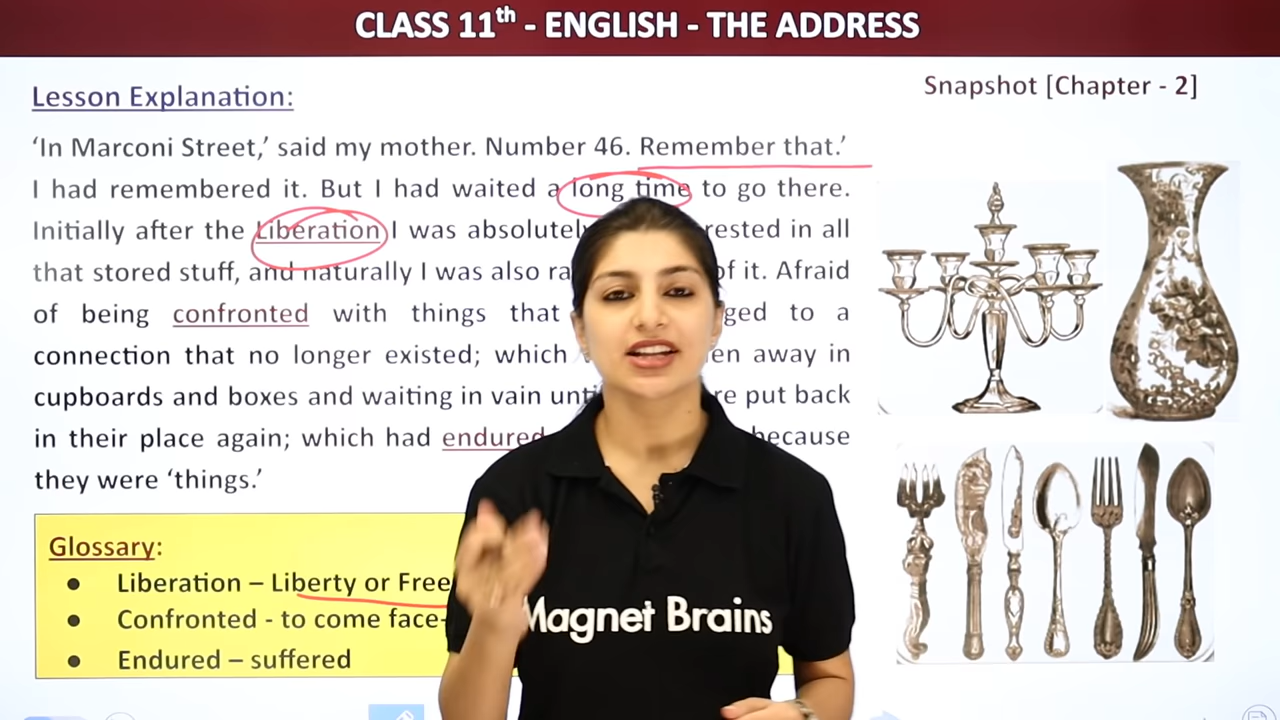 CLASS 11th - ENGLISH - THE ADDRESS
Lesson Explanation:
Snapshot [Chapter - 2]
‘In Marconi Street,’ said my mother. Number 46. Remember that.’
I had remembered it. But I had waited a long time to go there.
Initially after the Liberation I was absolutely rested in all
that stored stuff, and naturally I was also ra of it. Afraid
of being confronted with things that ged to a
connection that no longer existed; which en away in
cupboards and boxes and waiting in vain unti re put back
in their place again; which had endured because
they were ‘things.’
Glossary:
● Liberation – Liberty or Free
● Confronted - to come face-
● Endured – suffered
Magnet Brains